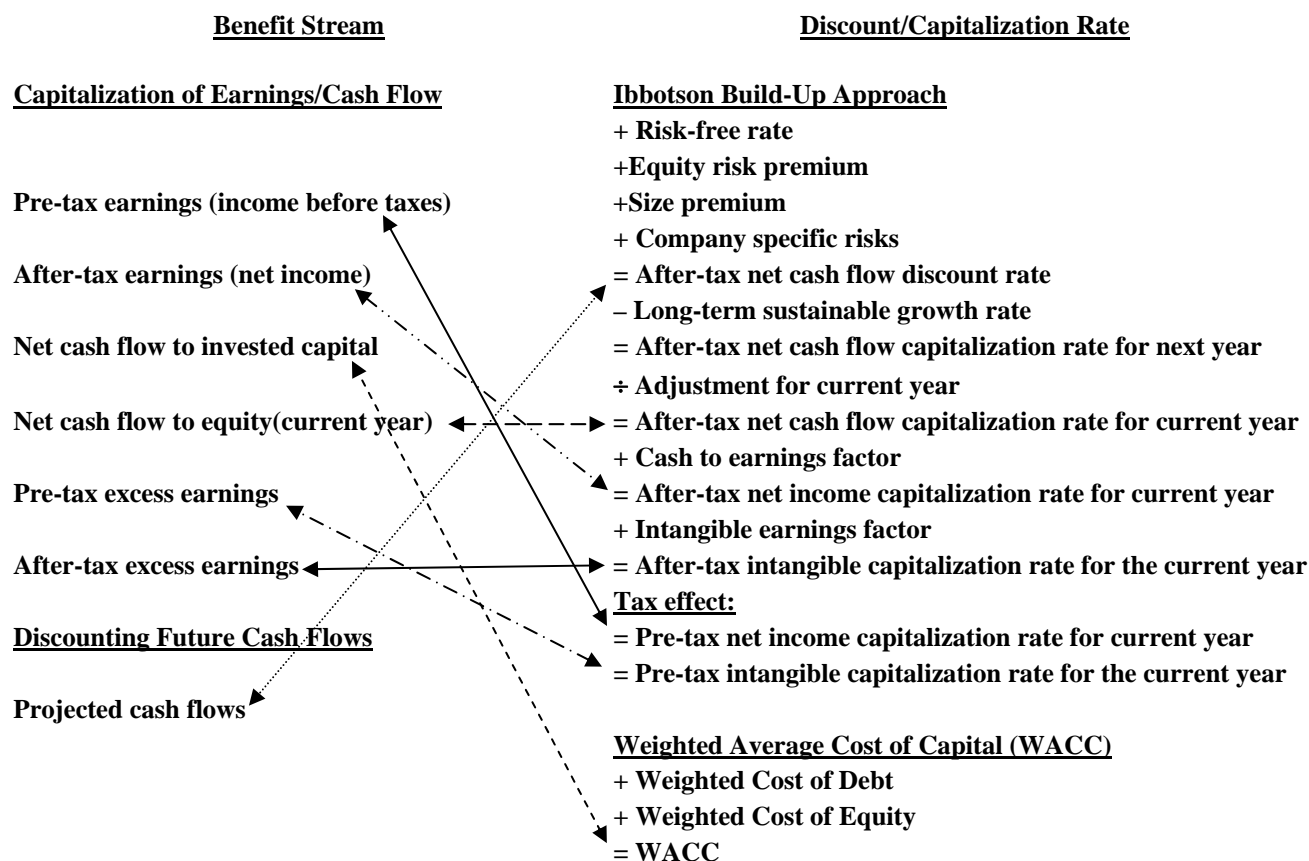 Benefit Stream
Discount/Capitalization Rate
Capitalization of Earnings/Cash Flow
Pre-tax earnings (income before taxes)
After-tax earnings (net income)
Net cash flow to invested capital
Net cash flow to equity(current year)
Pre-tax excess earnings
After-tax excess earnings
Discounting Future Cash Flows
Projected cash flows
Ibbotson Build-Up Approach
+ Risk-free rate
+Equity risk premium
+Size premium
+ Company specific risks
= After-tax net cash flow discount rate
– Long-term sustainable growth rate
= After-tax net cash flow capitalization rate for next year
÷ Adjustment for current year
= After-tax net cash flow capitalization rate for current year
+ Cash to earnings factor
= After-tax net income capitalization rate for current year
+ Intangible earnings factor
= After-tax intangible capitalization rate for the current year
Tax effect:
= Pre-tax net income capitalization rate for current year
= Pre-tax intangible capitalization rate for the current year
Weighted Average Cost of Capital (WACC)
+ Weighted Cost of Debt
+ Weighted Cost of Equity
= WACC